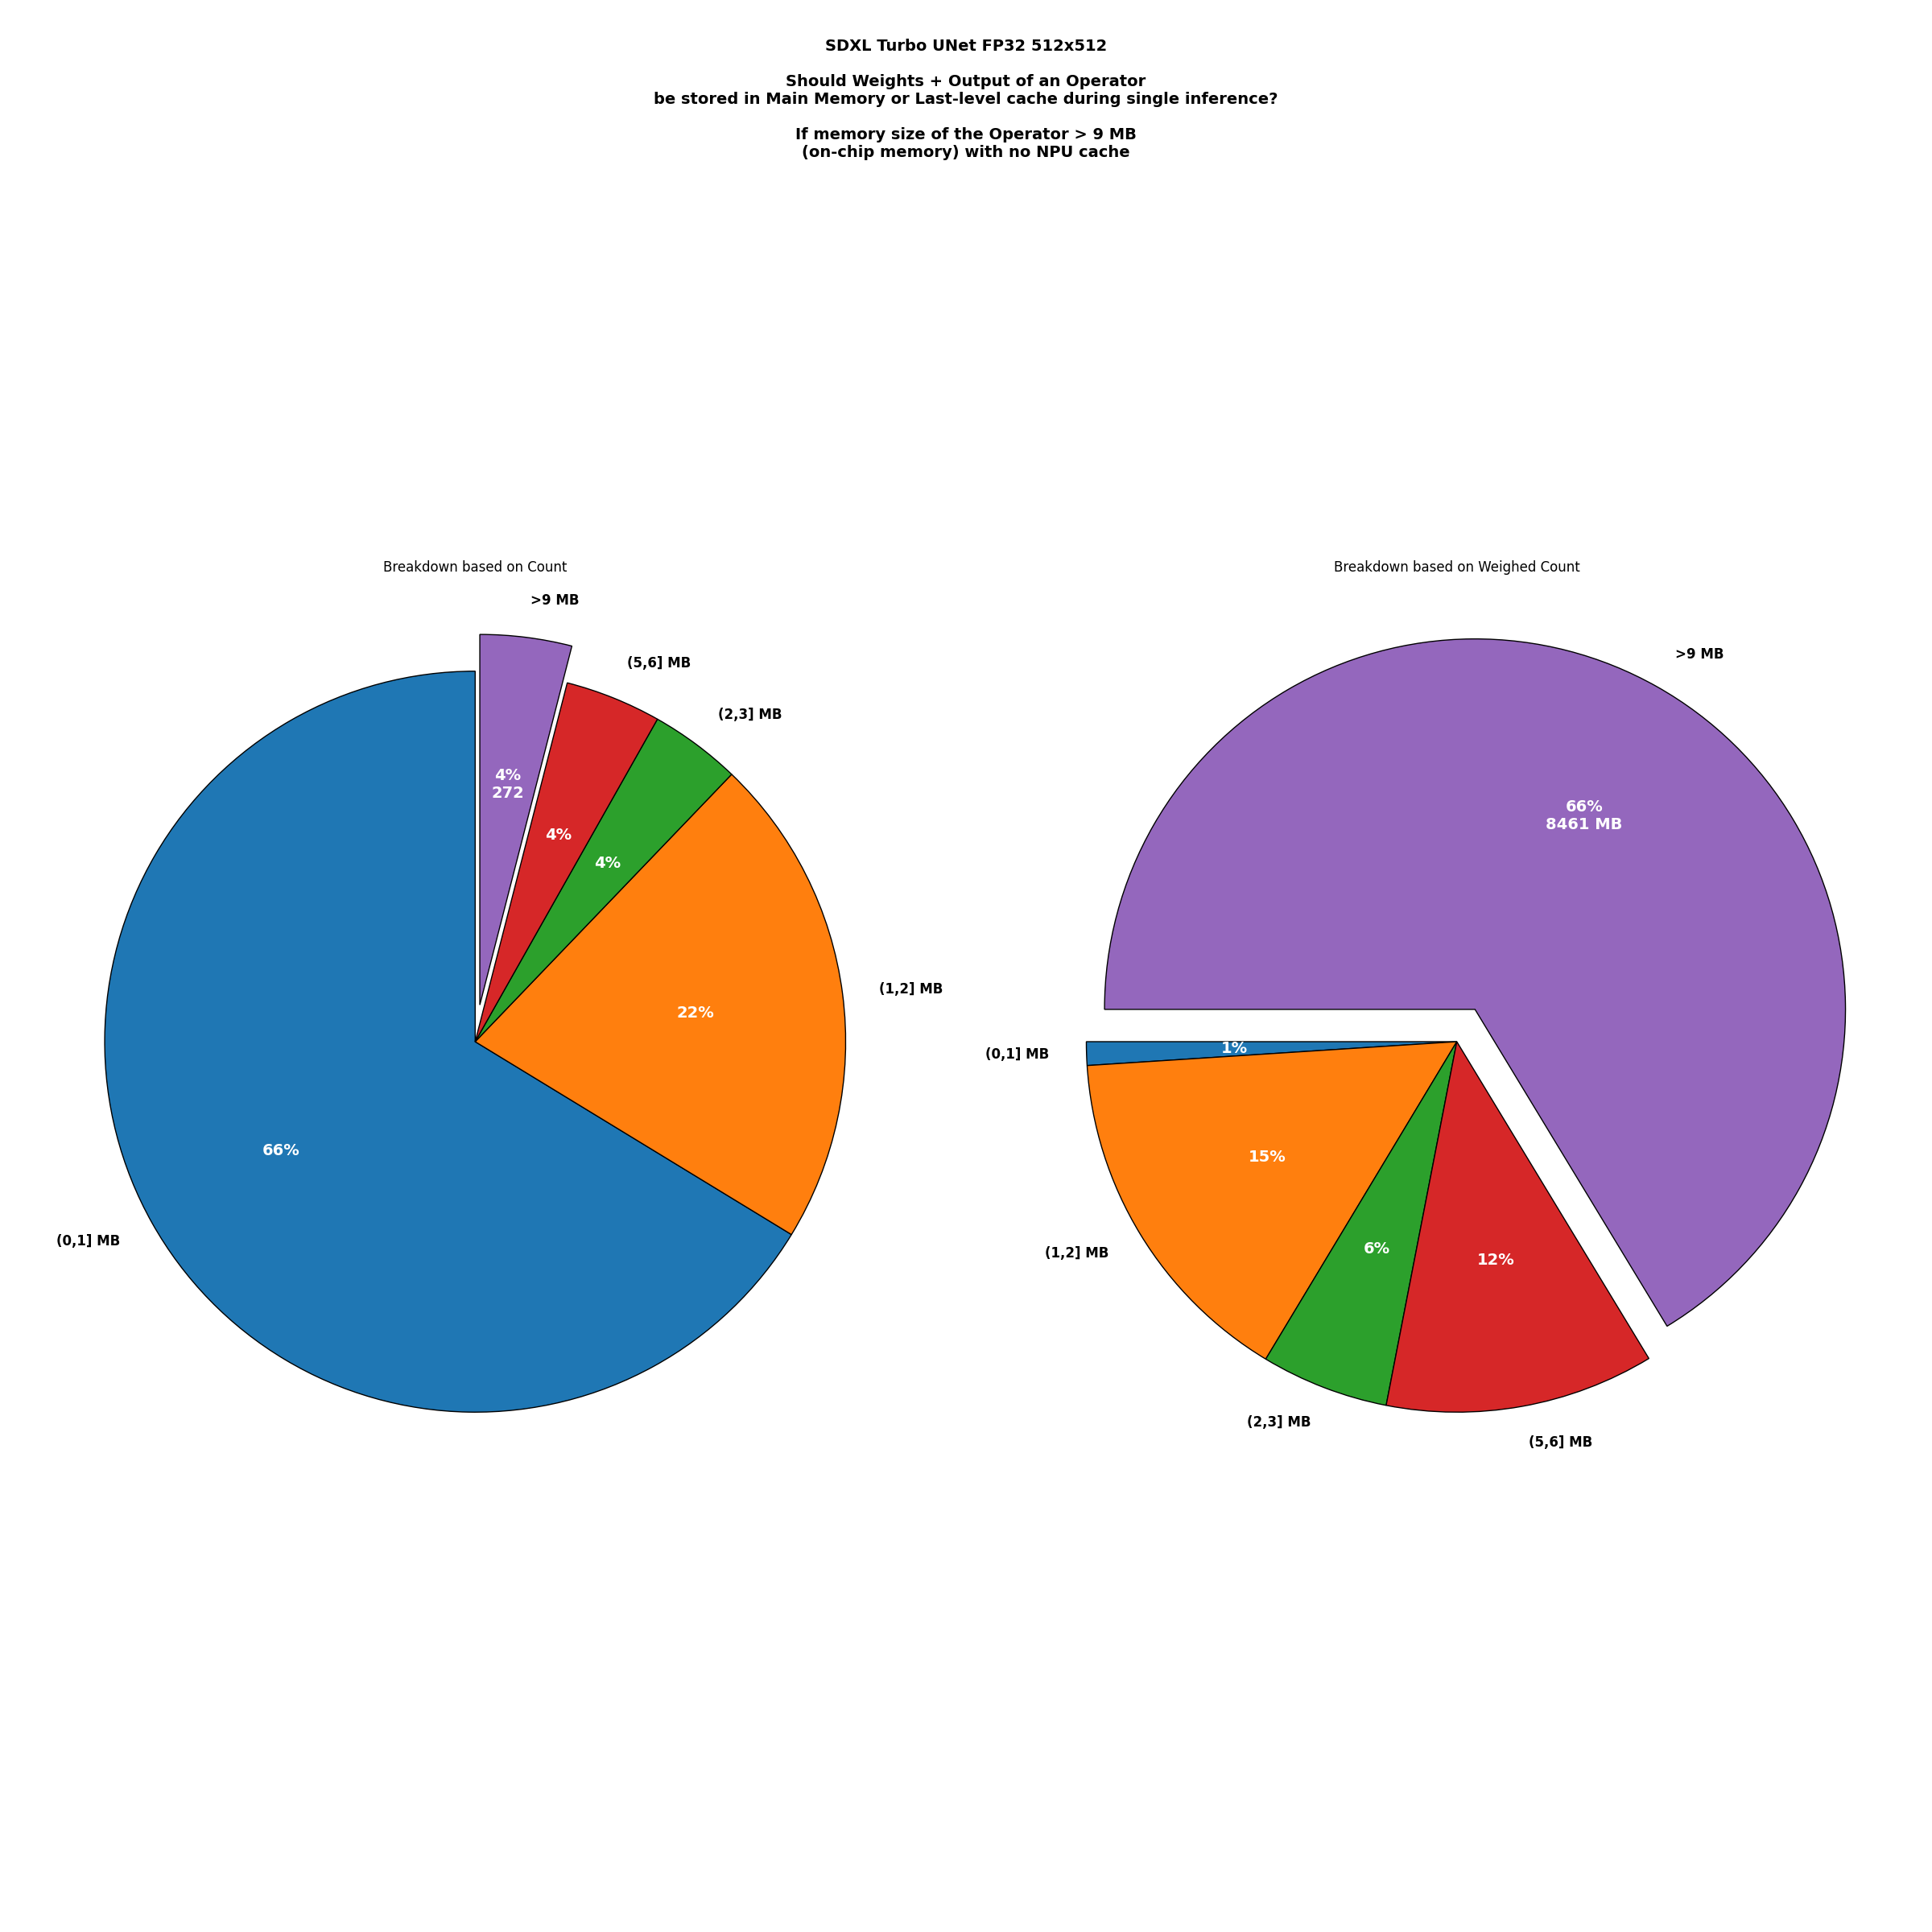 SDXL Turbo UNet FP32 512x512
Should Weights + Output of an Operator
be stored in Main Memory or Last-level cache during single inference?
If memory size of the Operator > 9 MB
(on-chip memory) with no NPU cache
Breakdown based on Count
>9 MB
(5,6] MB
(2,3] MB
(1,2] MB
(0,1] MB
4%
272
4%
4%
22%
66%
Breakdown based on Weighed Count
>9 MB
66%
8461 MB
(0,1] MB
1%
(1,2] MB
15%
(2,3] MB
6%
(5,6] MB
12%